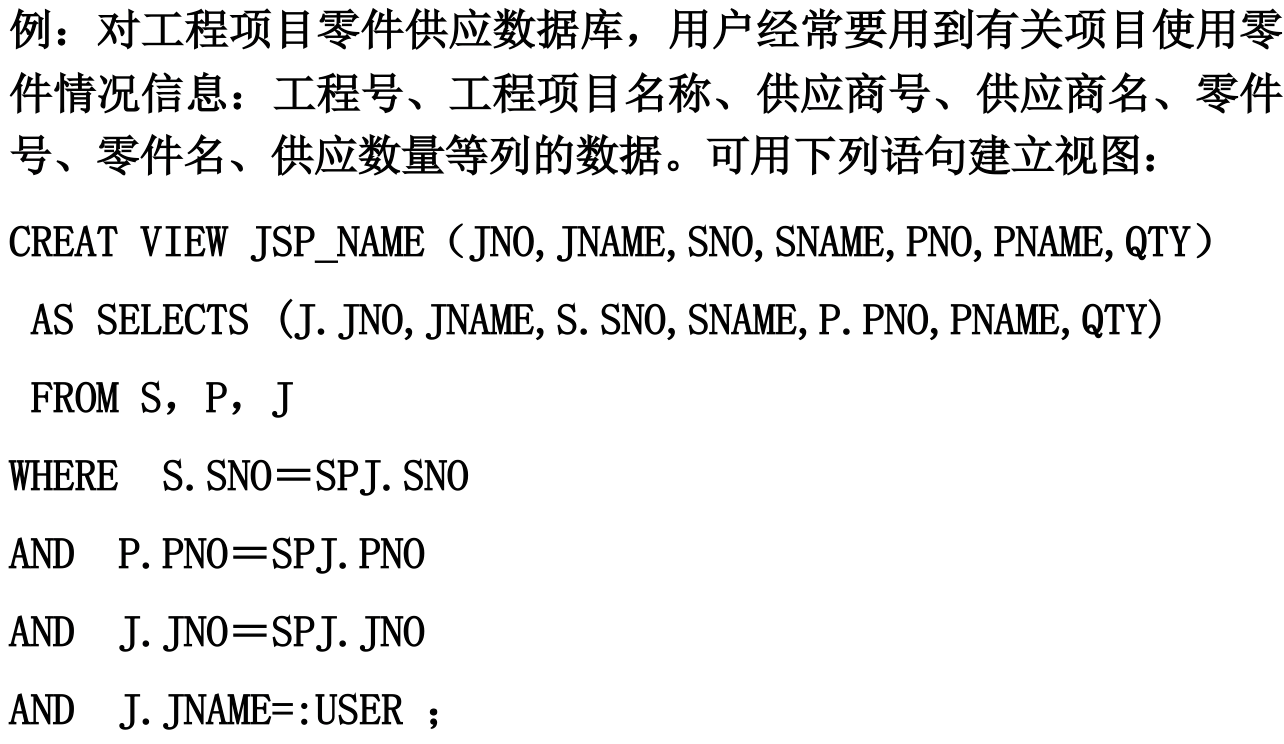 例：对工程项目零件供应数据库，用户经常要用到有关项目使用零
件情况信息：工程号、工程项目名称、供应商号、供应商名、零件
号、零件名、供应数量等列的数据。可用下列语句建立视图：
CREAT VIEW JSP_NAME（JNO,JNAME,SNO,SNAME,PNO,PNAME,QTY）
AS SELECTS (J.JNO,JNAME,S.SNO,SNAME,P.PNO,PNAME,QTY)
FROM S，P，J
WHERE S.SNO＝SPJ.SNO
AND P.PNO＝SPJ.PNO
AND J.JNO＝SPJ.JNO
AND J.JNAME=:USER ；